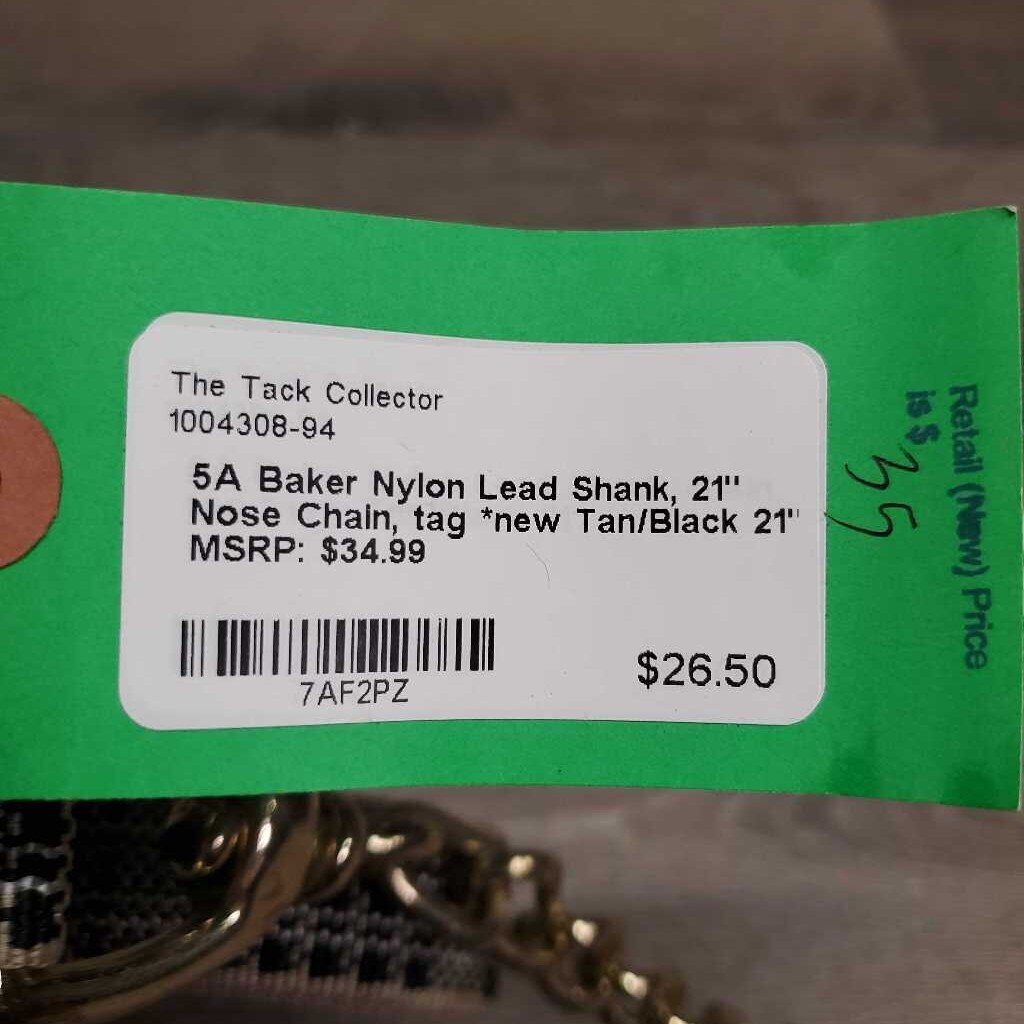 The Tack Collector
1004308-94
5A Baker Nylon Lead Shank, 21"
Nose Chain, tag *new Tan/Black 21"
MSRP: $34.99
7AF2PZ
$26.50
Retail (New) Price
is $ 35